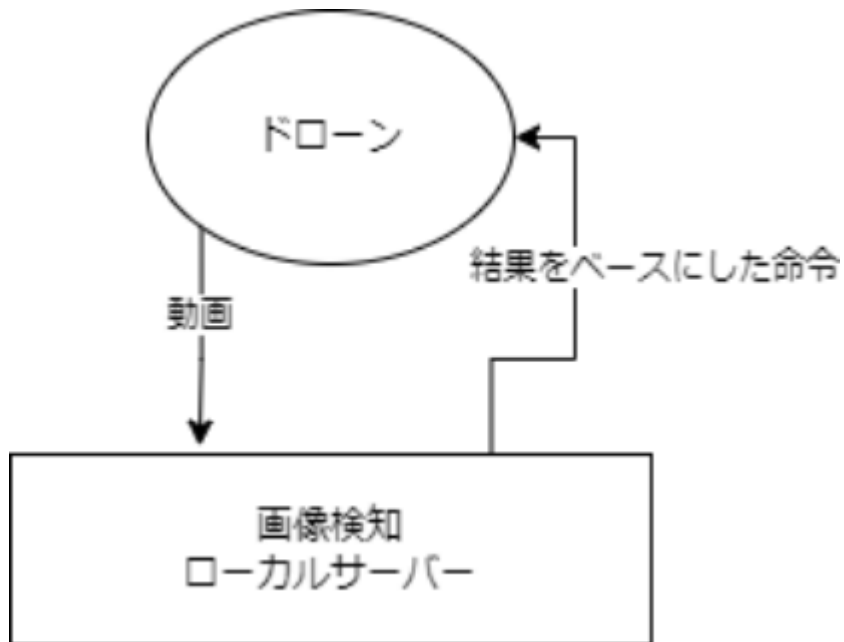 ドローン
結果をベースにした命令
動画
画像検知
ローカルサーバー